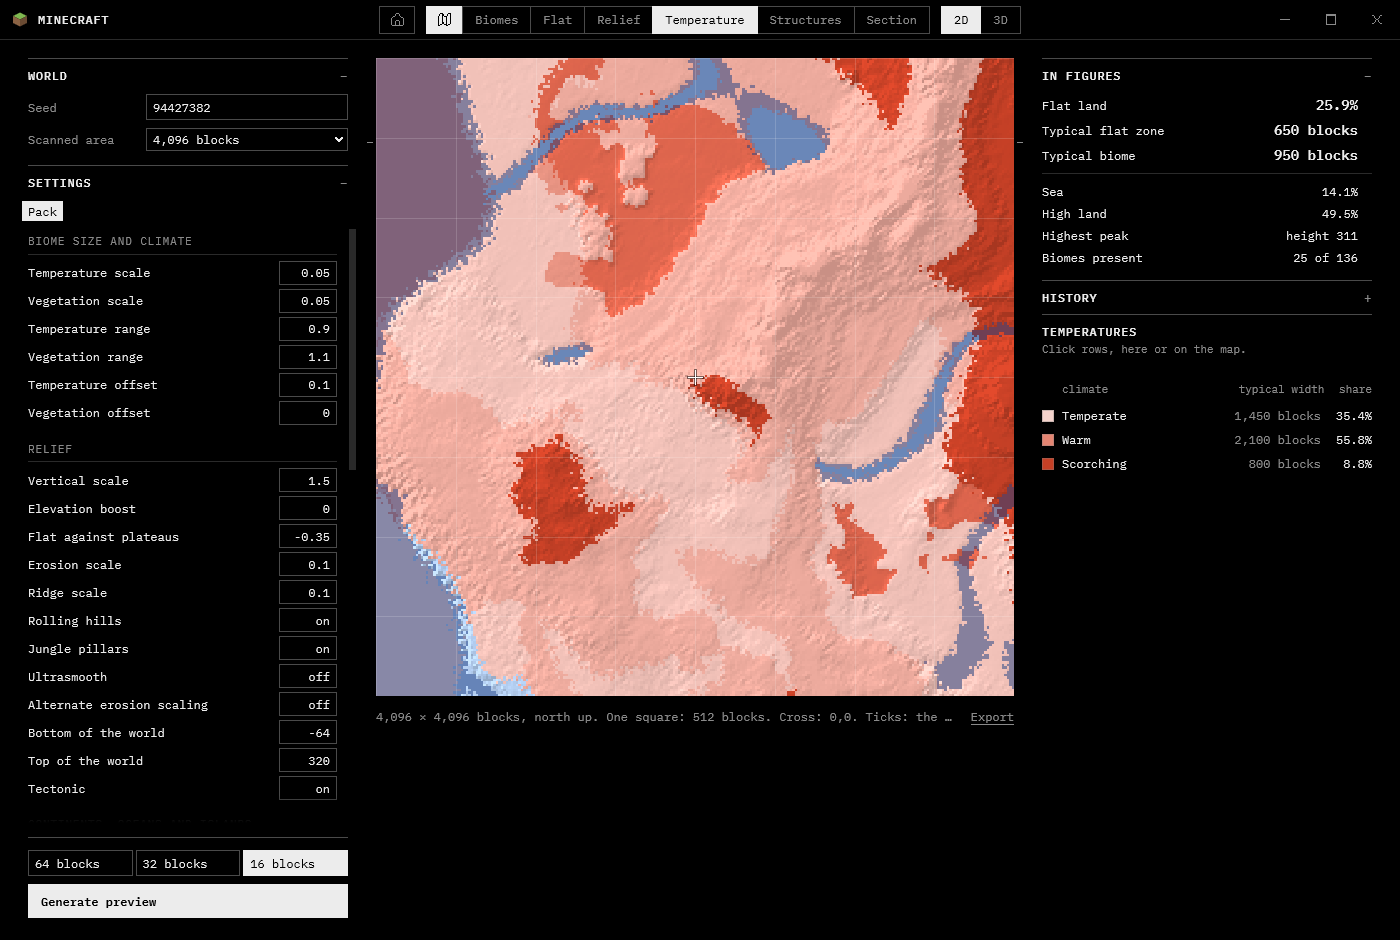 MINECRAFT
Biomes
Flat
Relief
Temperature
Structures
Section
2D
3D
WORLD
Seed 94427382
Scanned area 4,096 blocks
SETTINGS
Pack
BIOME SIZE AND CLIMATE
Temperature scale 0.05
Vegetation scale 0.05
Temperature range 0.9
Vegetation range 1.1
Temperature offset 0.1
Vegetation offset 0
RELIEF
Vertical scale 1.5
Elevation boost 0
Flat against plateaus -0.35
Erosion scale 0.1
Ridge scale 0.1
Rolling hills on
Jungle pillars on
Ultrasmooth off
Alternate erosion scaling off
Bottom of the world -64
Top of the world 320
Tectonic on
64 blocks
32 blocks
16 blocks
Generate preview
4,096 × 4,096 blocks, north up. One square: 512 blocks. Cross: 0,0. Ticks: the … Export
IN FIGURES
Flat land 25.9%
Typical flat zone 650 blocks
Typical biome 950 blocks
Sea 14.1%
High land 49.5%
Highest peak height 311
Biomes present 25 of 136
HISTORY +
TEMPERATURES
Click rows, here or on the map.
climate typical width share
Temperate 1,450 blocks 35.4%
Warm 2,100 blocks 55.8%
Scorching 800 blocks 8.8%